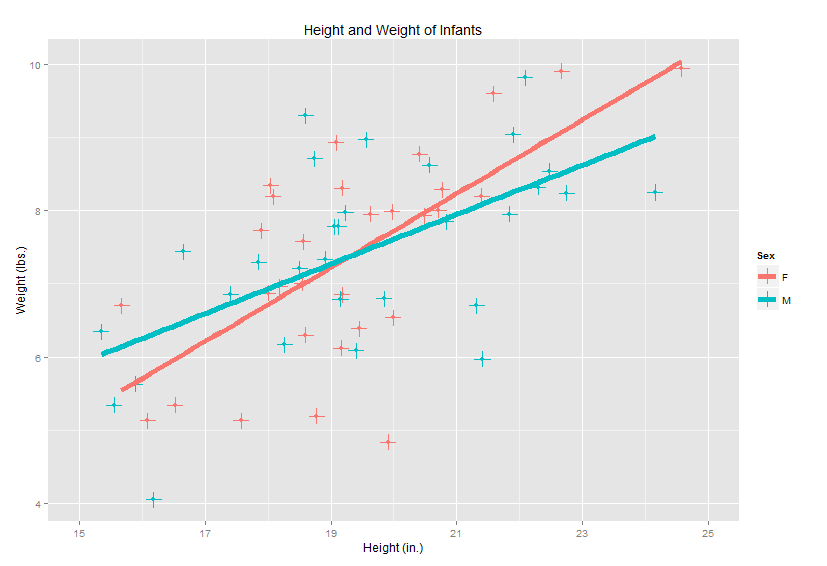 Height and Weight of Infants
Weight (lbs.)
10
8
6
4
15 17 19 21 23 25
Height (in.)
Sex
F
M